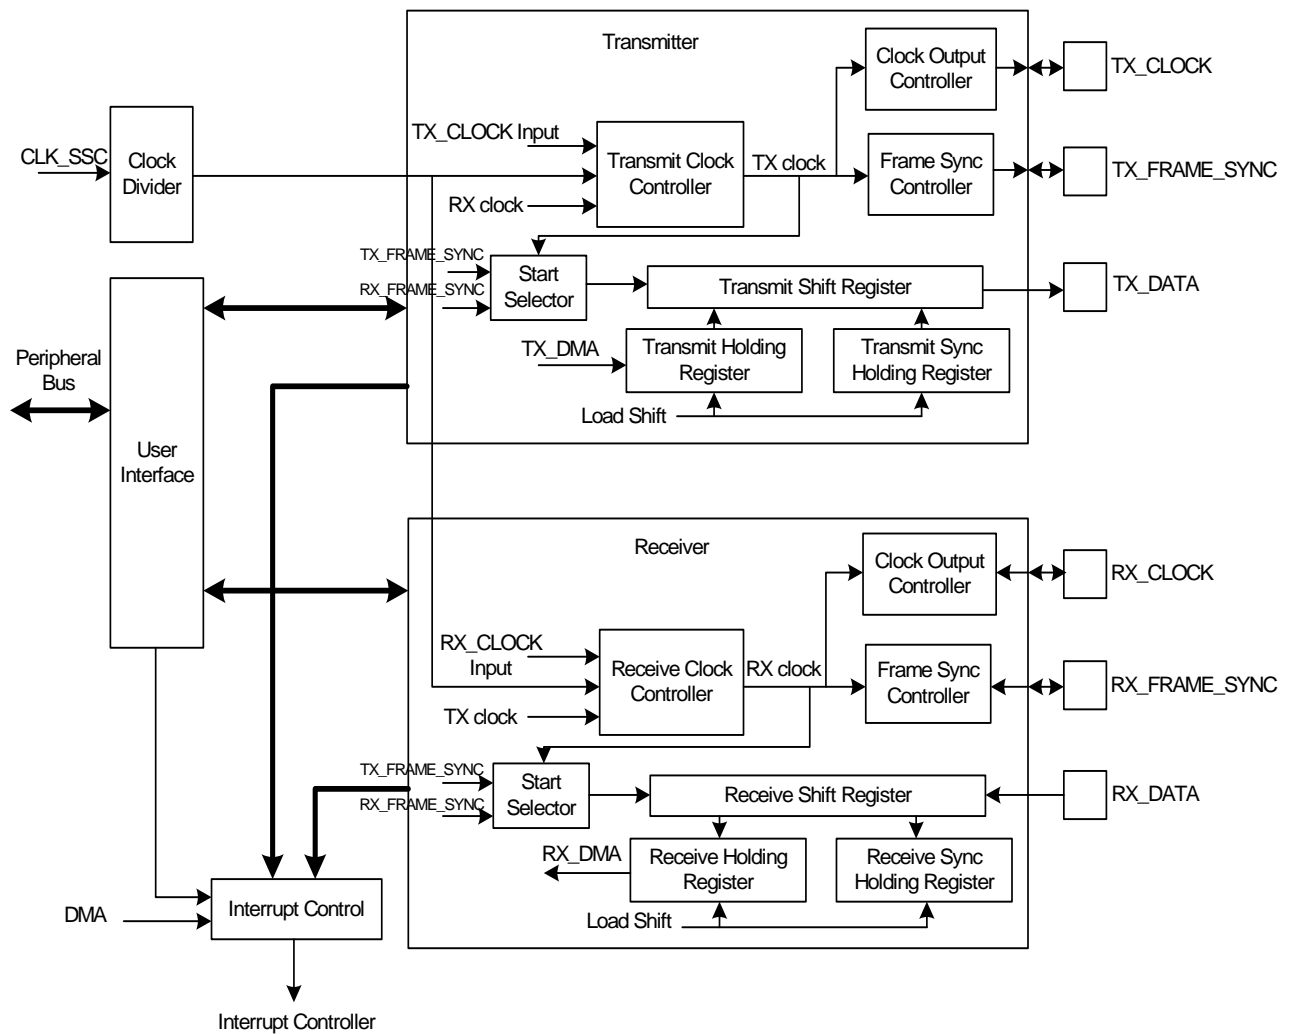 Transmitter
Clock Output
Controller
TX_CLOCK
CLK_SSC
Clock
Divider
TX_CLOCK Input
Transmit Clock
Controller
RX clock
TX clock
Frame Sync
Controller
TX_FRAME_SYNC
TX_FRAME_SYNC
RX_FRAME_SYNC
Start
Selector
Transmit Shift Register
TX_DATA
TX_DMA
Transmit Holding
Register
Transmit Sync
Holding Register
Load Shift
Peripheral
Bus
User
Interface
Receiver
Clock Output
Controller
RX_CLOCK
RX_CLOCK
Input
Receive Clock
Controller
TX clock
RX clock
Frame Sync
Controller
RX_FRAME_SYNC
TX_FRAME_SYNC
RX_FRAME_SYNC
Start
Selector
Receive Shift Register
RX_DATA
RX_DMA
Receive Holding
Register
Receive Sync
Holding Register
Load Shift
DMA
Interrupt Control
Interrupt Controller